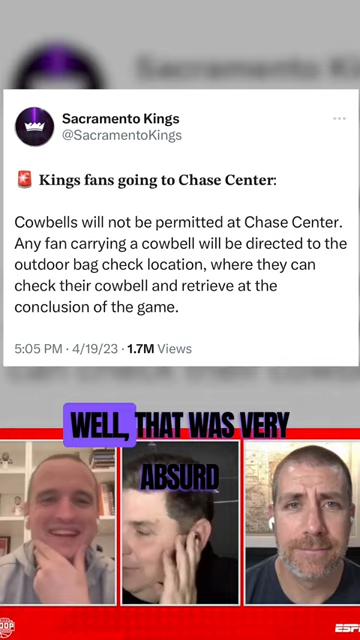 Sacramento Kings
@SacramentoKings
🚨 Kings fans going to Chase Center:
Cowbells will not be permitted at Chase Center.
Any fan carrying a cowbell will be directed to the
outdoor bag check location, where they can
check their cowbell and retrieve at the
conclusion of the game.
5:05 PM · 4/19/23 · 1.7M Views
WELL, THAT WAS VERY
ABSURD